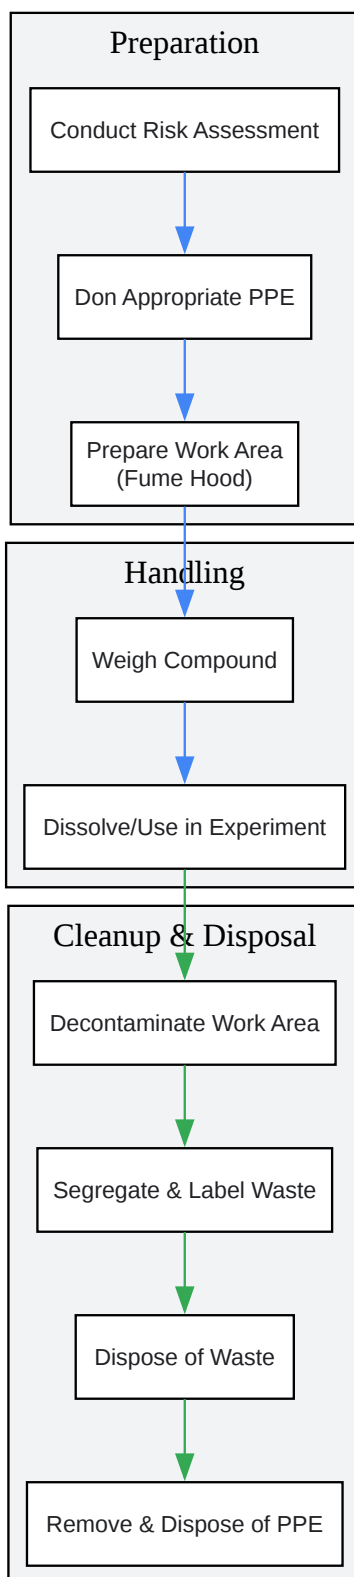 Preparation
Conduct Risk Assessment
Don Appropriate PPE
Prepare Work Area
(Fume Hood)
Handling
Weigh Compound
Dissolve/Use in Experiment
Cleanup & Disposal
Decontaminate Work Area
Segregate & Label Waste
Dispose of Waste
Remove & Dispose of PPE